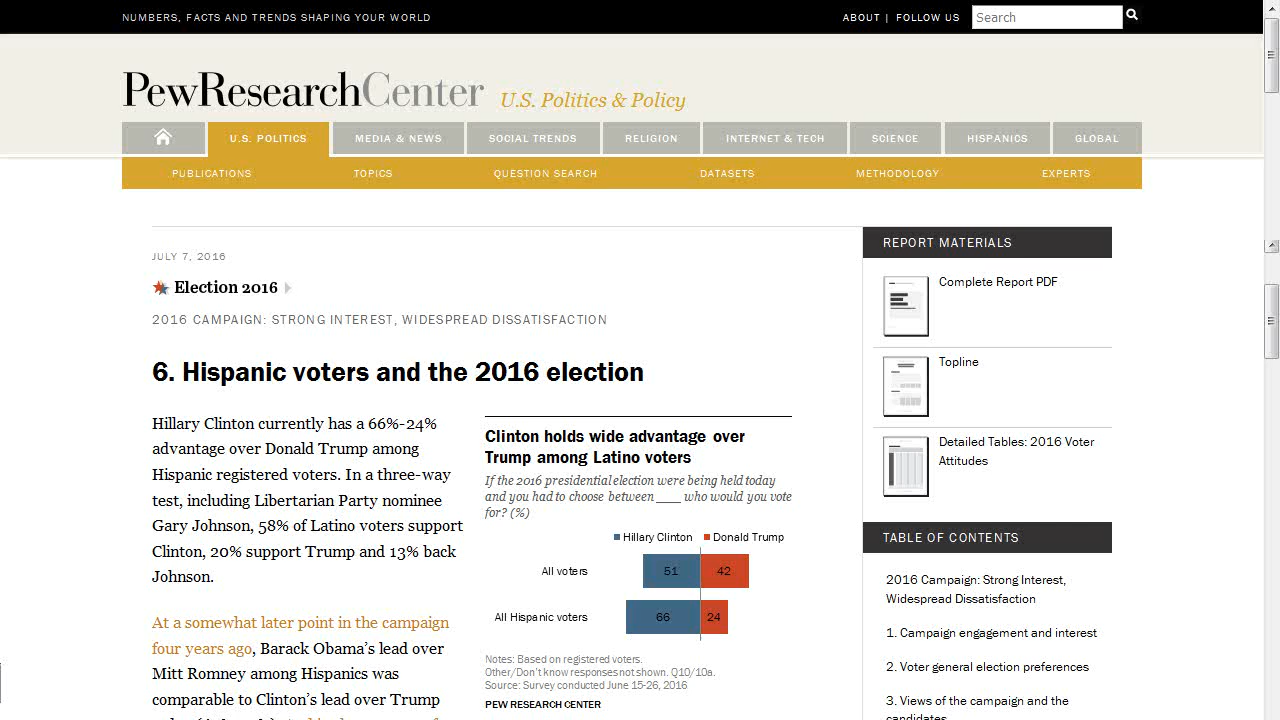 NUMBERS, FACTS AND TRENDS SHAPING YOUR WORLD
ABOUT | FOLLOW US
Search
PewResearchCenter U.S. Politics & Policy
U.S. POLITICS MEDIA & NEWS SOCIAL TRENDS RELIGION INTERNET & TECH SCIENCE HISPANICS GLOBAL
PUBLICATIONS TOPICS QUESTION SEARCH DATASETS METHODOLOGY EXPERTS
JULY 7, 2016
Election 2016
2016 CAMPAIGN: STRONG INTEREST, WIDESPREAD DISSATISFACTION
6. Hispanic voters and the 2016 election
Hillary Clinton currently has a 66%-24%
advantage over Donald Trump among
Hispanic registered voters. In a three-way
test, including Libertarian Party nominee
Gary Johnson, 58% of Latino voters support
Clinton, 20% support Trump and 13% back
Johnson.
At a somewhat later point in the campaign
four years ago, Barack Obama’s lead over
Mitt Romney among Hispanics was
comparable to Clinton’s lead over Trump
Clinton holds wide advantage over
Trump among Latino voters
If the 2016 presidential election were being held today
and you had to choose between ____ who would you vote
for? (%)
Hillary Clinton Donald Trump
All voters 51 42
All Hispanic voters 66 24
Notes: Based on registered voters.
Other/Don’t know responses not shown. Q10/10a.
Source: Survey conducted June 15-26, 2016
PEW RESEARCH CENTER
REPORT MATERIALS
Complete Report PDF
Topline
Detailed Tables: 2016 Voter
Attitudes
TABLE OF CONTENTS
2016 Campaign: Strong Interest,
Widespread Dissatisfaction
1. Campaign engagement and interest
2. Voter general election preferences
3. Views of the campaign and the
candidates